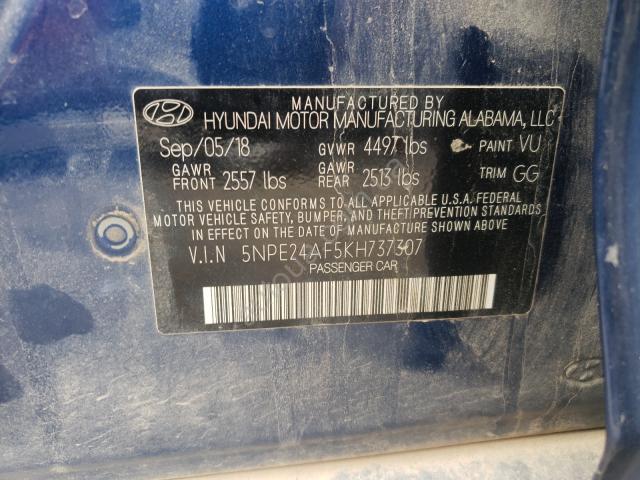 MANUFACTURED BY
HYUNDAI MOTOR MANUFACTURING ALABAMA, LLC
Sep/05/18 GVWR 4497 lbs PAINT VU
GAWR FRONT 2557 lbs GAWR REAR 2513 lbs TRIM GG
THIS VEHICLE CONFORMS TO ALL APPLICABLE U.S.A. FEDERAL
MOTOR VEHICLE SAFETY, BUMPER, AND THEFT PREVENTION STANDARDS
IN EFFECT ON THE DATE OF MANUFACTURE SHOWN ABOVE.
V.I.N 5NPE24AF5KH737307
PASSENGER CAR